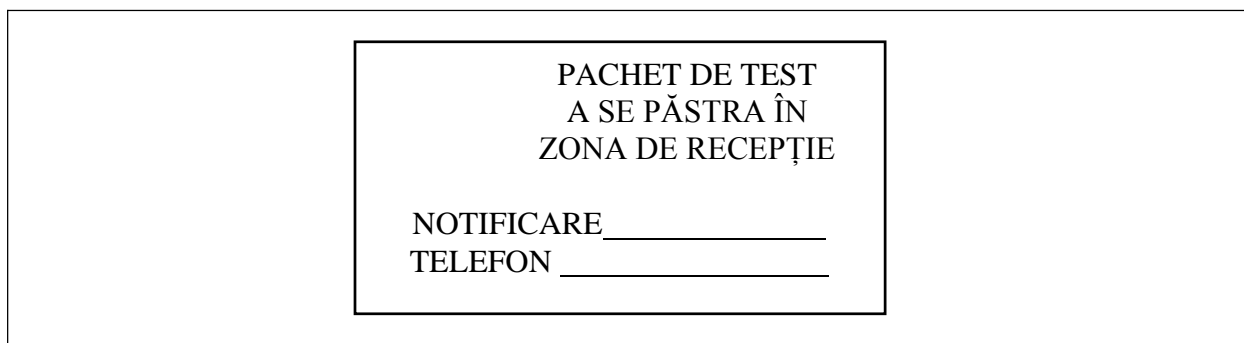 PACHET DE TEST
A SE PĂSTRA ÎN
ZONA DE RECEPȚIE
NOTIFICARE
TELEFON